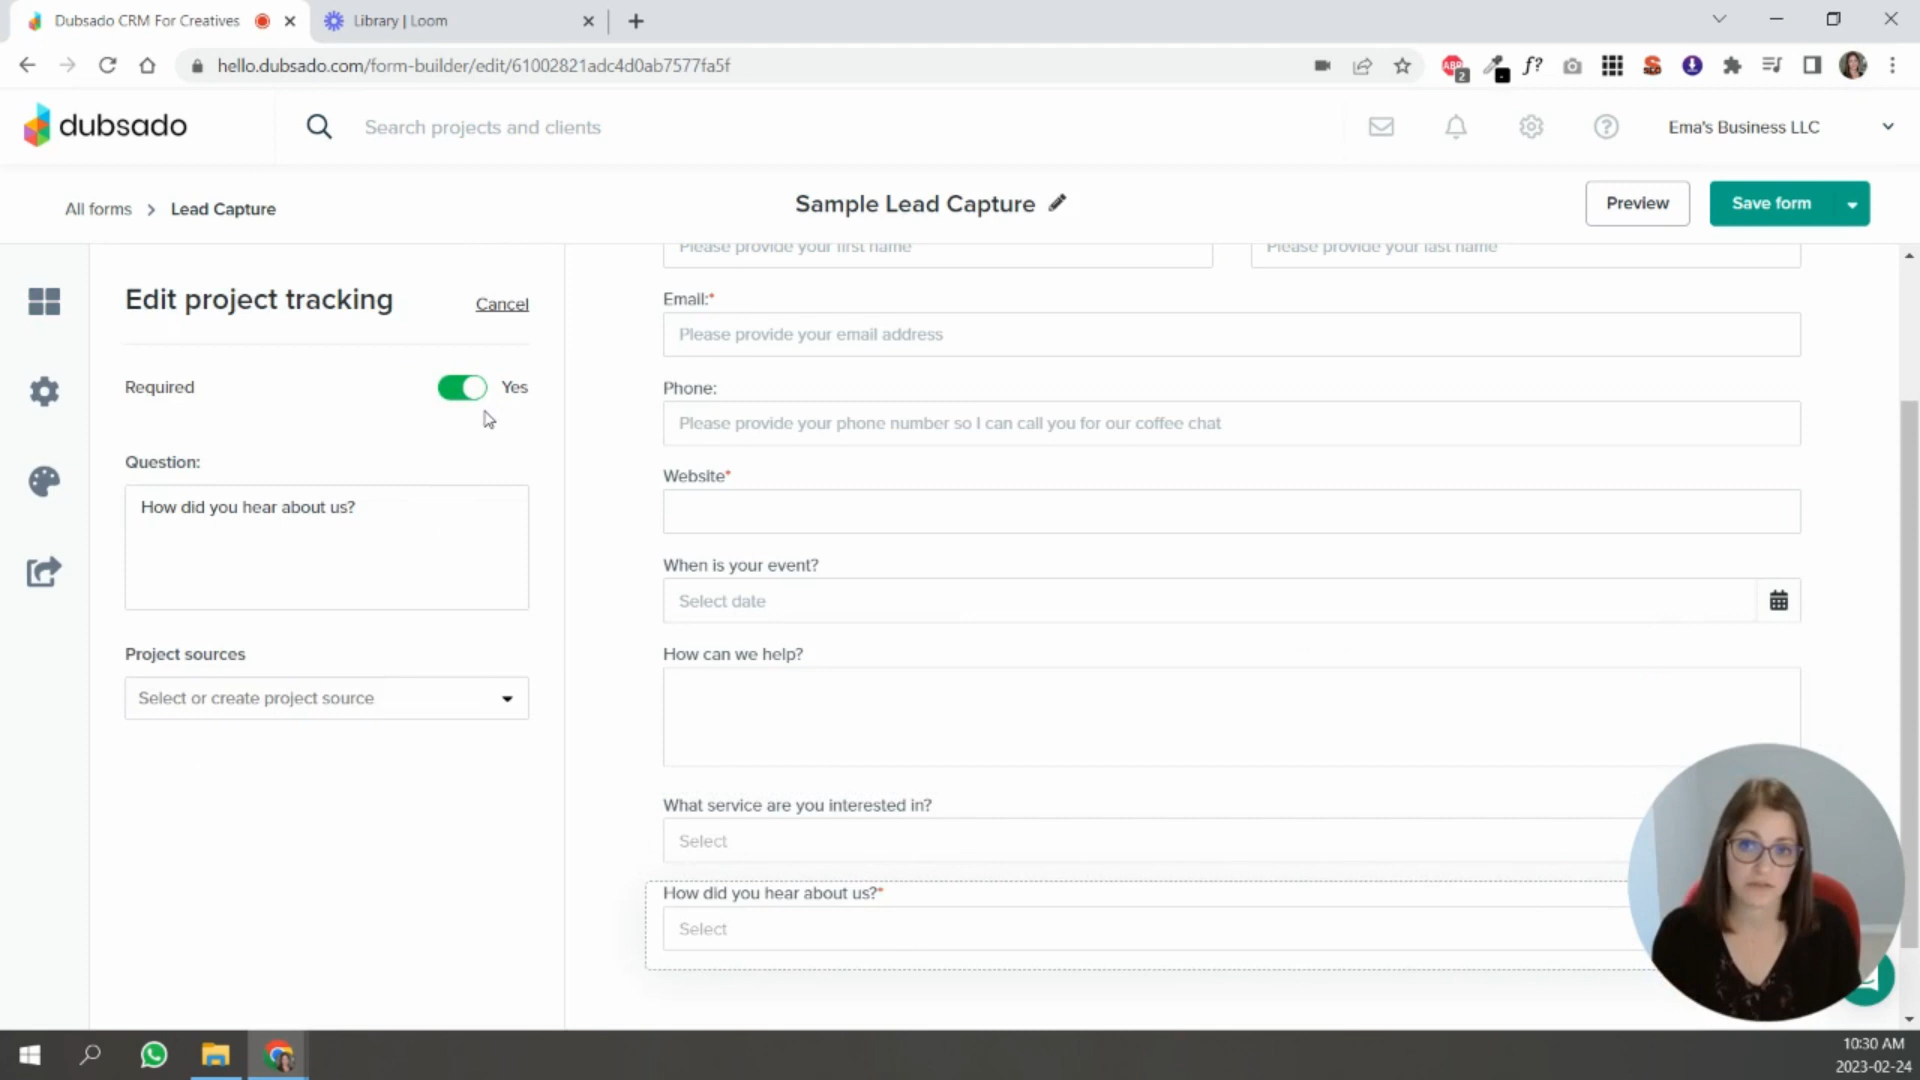 Dubsado CRM For Creatives
Library | Loom
hello.dubsado.com/form-builder/edit/61002821adc4d0ab7577fa5f
ABP
2
f?
dubsado
Search projects and clients
Ema's Business LLC
All forms
Lead Capture
Sample Lead Capture
Preview
Save form
Edit project tracking
Cancel
Required
Yes
Question:
How did you hear about us?
Project sources
Select or create project source
Please provide your first name
Please provide your last name
Email:*
Please provide your email address
Phone:
Please provide your phone number so I can call you for our coffee chat
Website*
When is your event?
Select date
How can we help?
What service are you interested in?
Select
How did you hear about us?*
Select
10:30 AM
2023-02-24